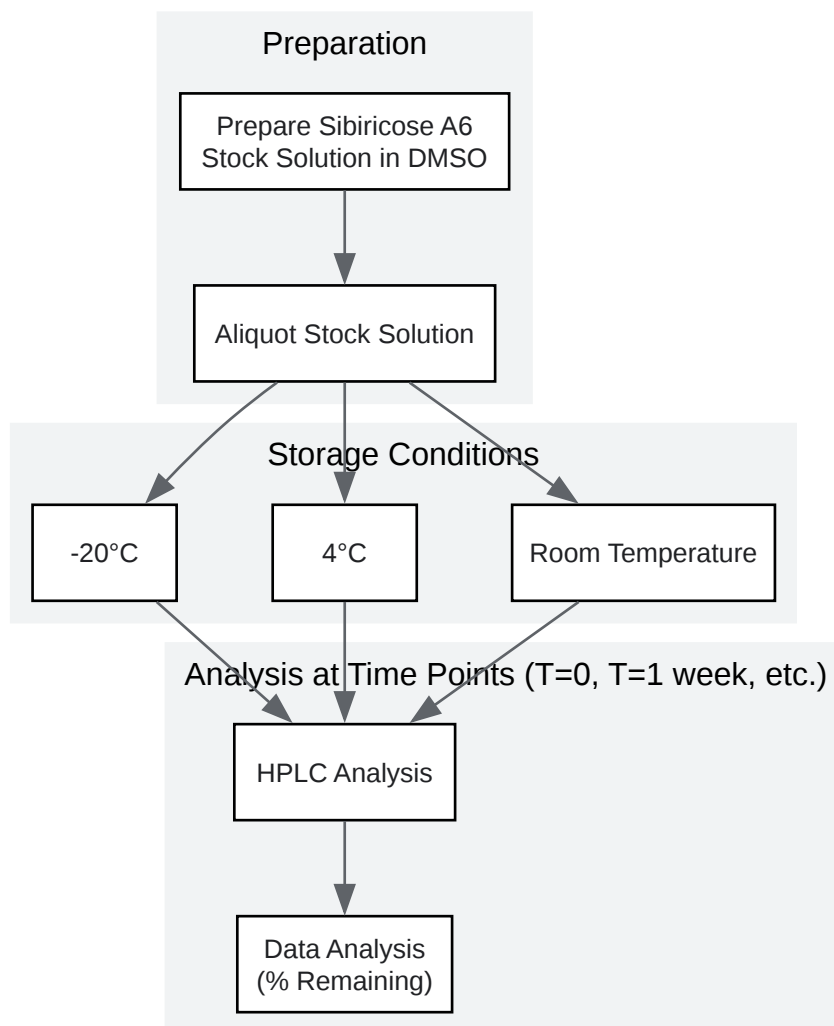 Preparation
Prepare Sibiricose A6
Stock Solution in DMSO
Aliquot Stock Solution
Storage Conditions
-20°C
4°C
Room Temperature
Analysis at Time Points (T=0, T=1 week, etc.)
HPLC Analysis
Data Analysis
(% Remaining)